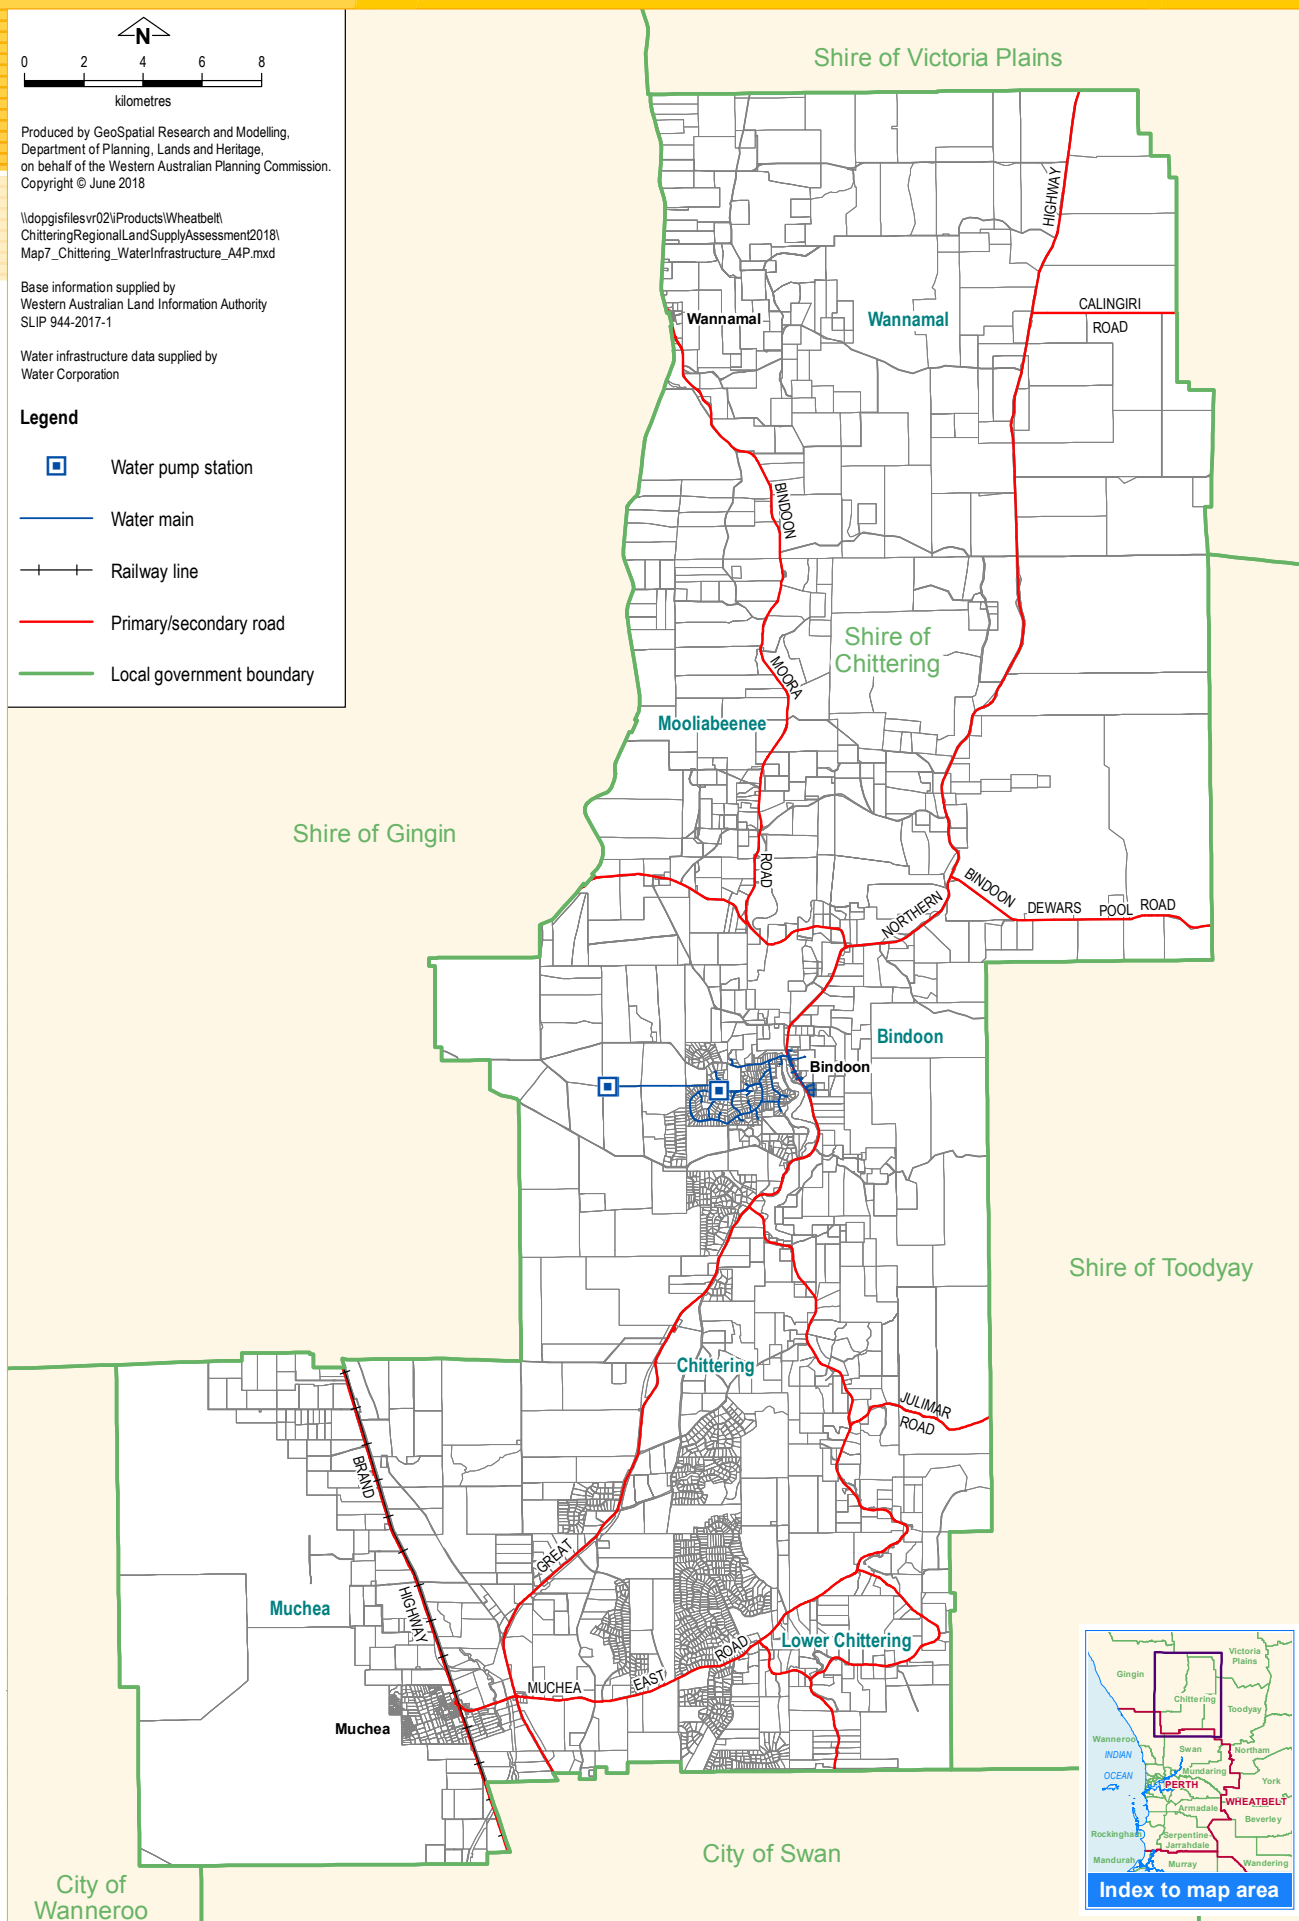 N
0 2 4 6 8
kilometres
Produced by GeoSpatial Research and Modelling,
Department of Planning, Lands and Heritage,
on behalf of the Western Australian Planning Commission.
Copyright © June 2018
\\dopgisfilesvr02\iProducts\Wheatbelt\
ChitteringRegionalLandSupplyAssessment2018\
Map7_Chittering_WaterInfrastructure_A4P.mxd
Base information supplied by
Western Australian Land Information Authority
SLIP 944-2017-1
Water infrastructure data supplied by
Water Corporation
Legend
Water pump station
Water main
Railway line
Primary/secondary road
Local government boundary
Shire of Victoria Plains
HIGHWAY
CALINGIRI
ROAD
Wannamal
Wannamal
BINDOON
Shire of
Chittering
MOORA
Mooliabeenee
Shire of Gingin
ROAD
BINDOON
DEWARS
POOL
ROAD
NORTHERN
Bindoon
Bindoon
Shire of Toodyay
Chittering
JULIMAR
ROAD
BRAND
GREAT
HIGHWAY
Muchea
Lower Chittering
ROAD
EAST
MUCHEA
Muchea
City of Swan
City of
Wanneroo
Victoria
Plains
Gingin
Chittering
Toodyay
Wanneroo
INDIAN
OCEAN
Swan
Northam
Mundaring
PERTH
York
WHEATBELT
Armadale
Beverley
Rockingham
Serpentine-
Jarrahdale
Mandurah
Murray
Wandering
Index to map area